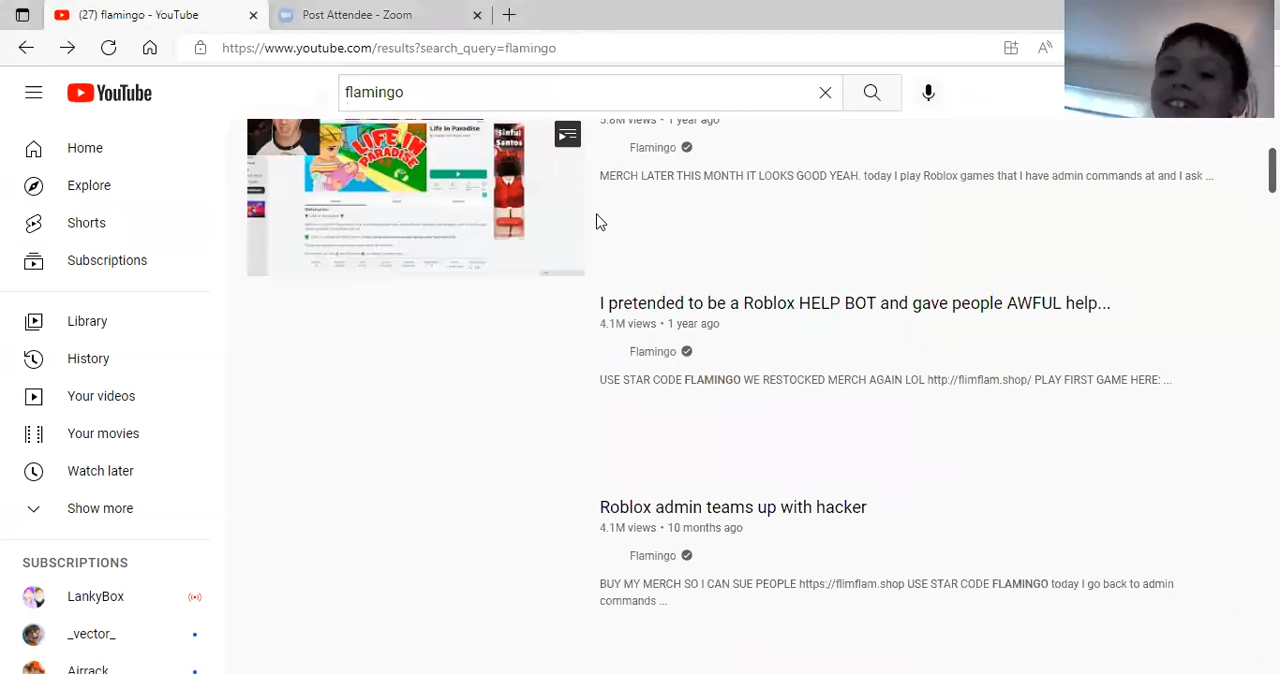 (27) flamingo - YouTube
Post Attendee - Zoom
https://www.youtube.com/results?search_query=flamingo
YouTube
flamingo
Home
Explore
Shorts
Subscriptions
Library
History
Your videos
Your movies
Watch later
Show more
SUBSCRIPTIONS
LankyBox
_vector_
Airrack
LIFE IN PARADISE
Life in Paradise
Sinful Santos
5.8M views • 1 year ago
Flamingo
MERCH LATER THIS MONTH IT LOOKS GOOD YEAH. today I play Roblox games that I have admin commands at and I ask ...
I pretended to be a Roblox HELP BOT and gave people AWFUL help...
4.1M views • 1 year ago
Flamingo
USE STAR CODE FLAMINGO WE RESTOCKED MERCH AGAIN LOL http://flimflam.shop/ PLAY FIRST GAME HERE: ...
Roblox admin teams up with hacker
4.1M views • 10 months ago
Flamingo
BUY MY MERCH SO I CAN SUE PEOPLE https://flimflam.shop USE STAR CODE FLAMINGO today I go back to admin
commands ...